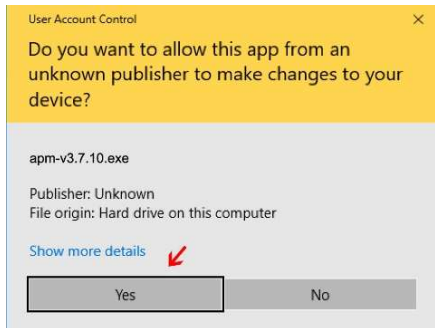 User Account Control
Do you want to allow this app from an
unknown publisher to make changes to your
device?
apm-v3.7.10.exe
Publisher: Unknown
File origin: Hard drive on this computer
Show more details
Yes
No